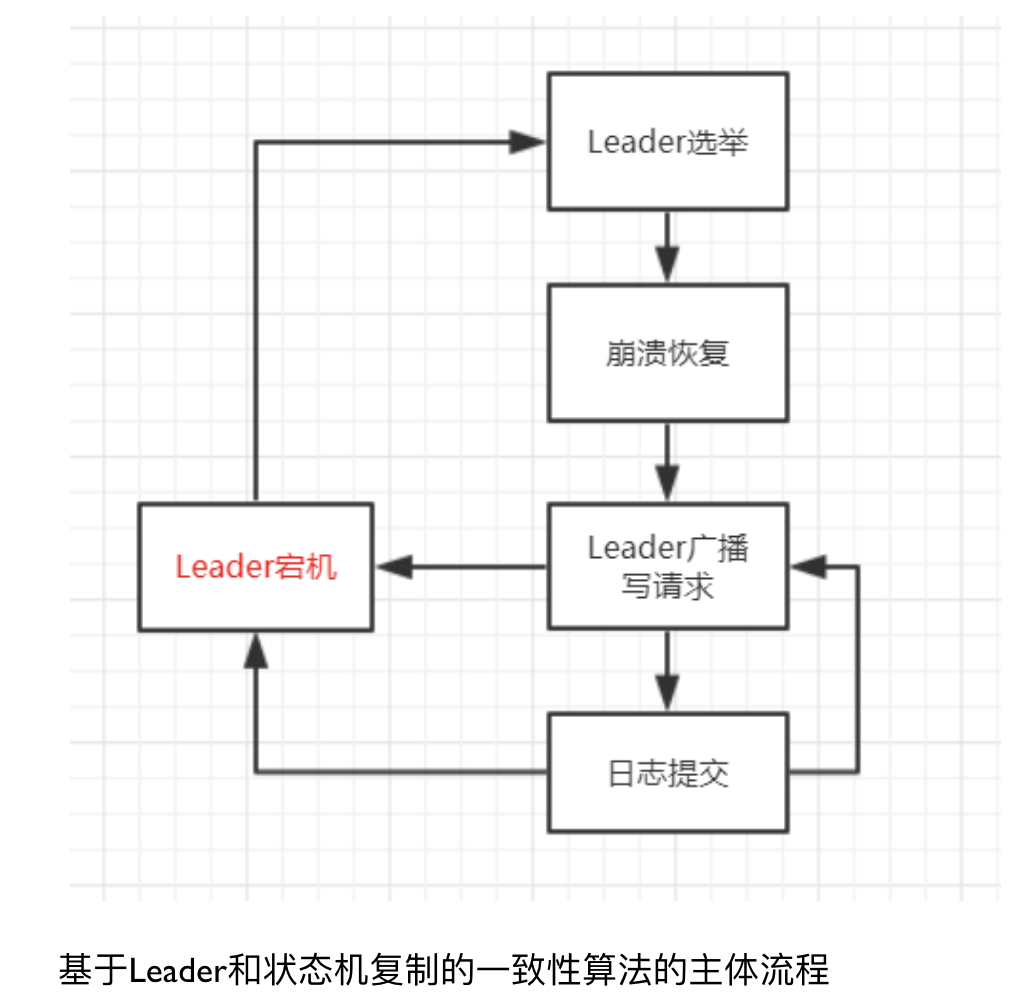 Leader选举
崩溃恢复
Leader宕机
Leader广播
写请求
日志提交
基于Leader和状态机复制的一致性算法的主体流程